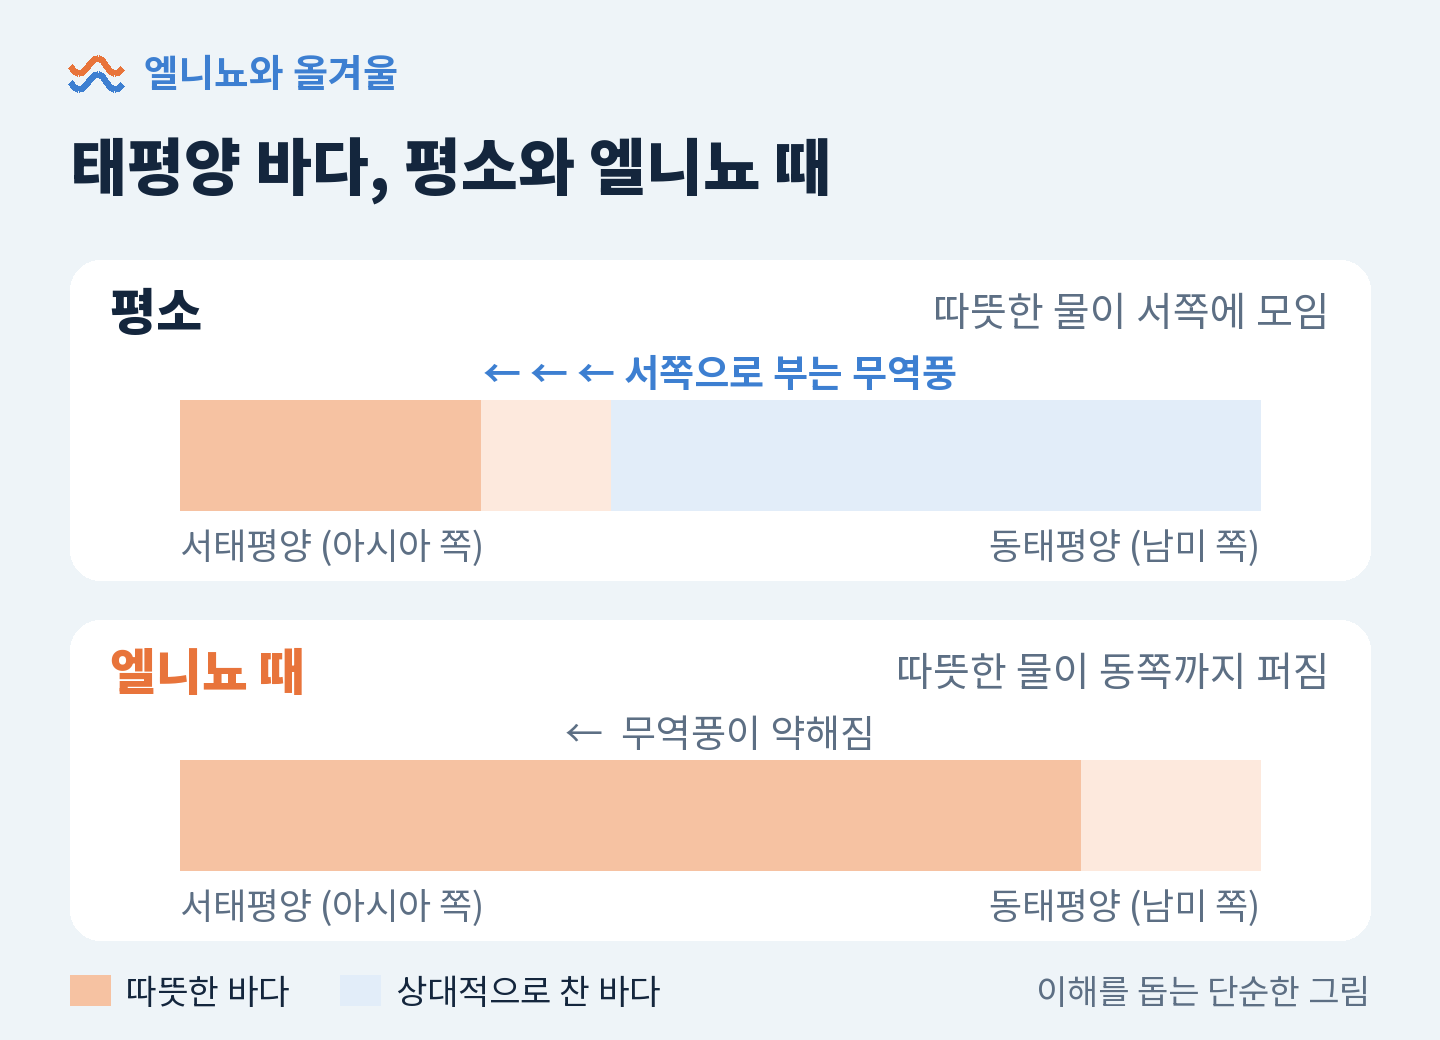 엘니뇨와 올겨울
태평양 바다, 평소와 엘니뇨 때
평소
따뜻한 물이 서쪽에 모임
← ← ← 서쪽으로 부는 무역풍
서태평양 (아시아 쪽)
동태평양 (남미 쪽)
엘니뇨 때
따뜻한 물이 동쪽까지 퍼짐
← 무역풍이 약해짐
서태평양 (아시아 쪽)
동태평양 (남미 쪽)
따뜻한 바다
상대적으로 찬 바다
이해를 돕는 단순한 그림